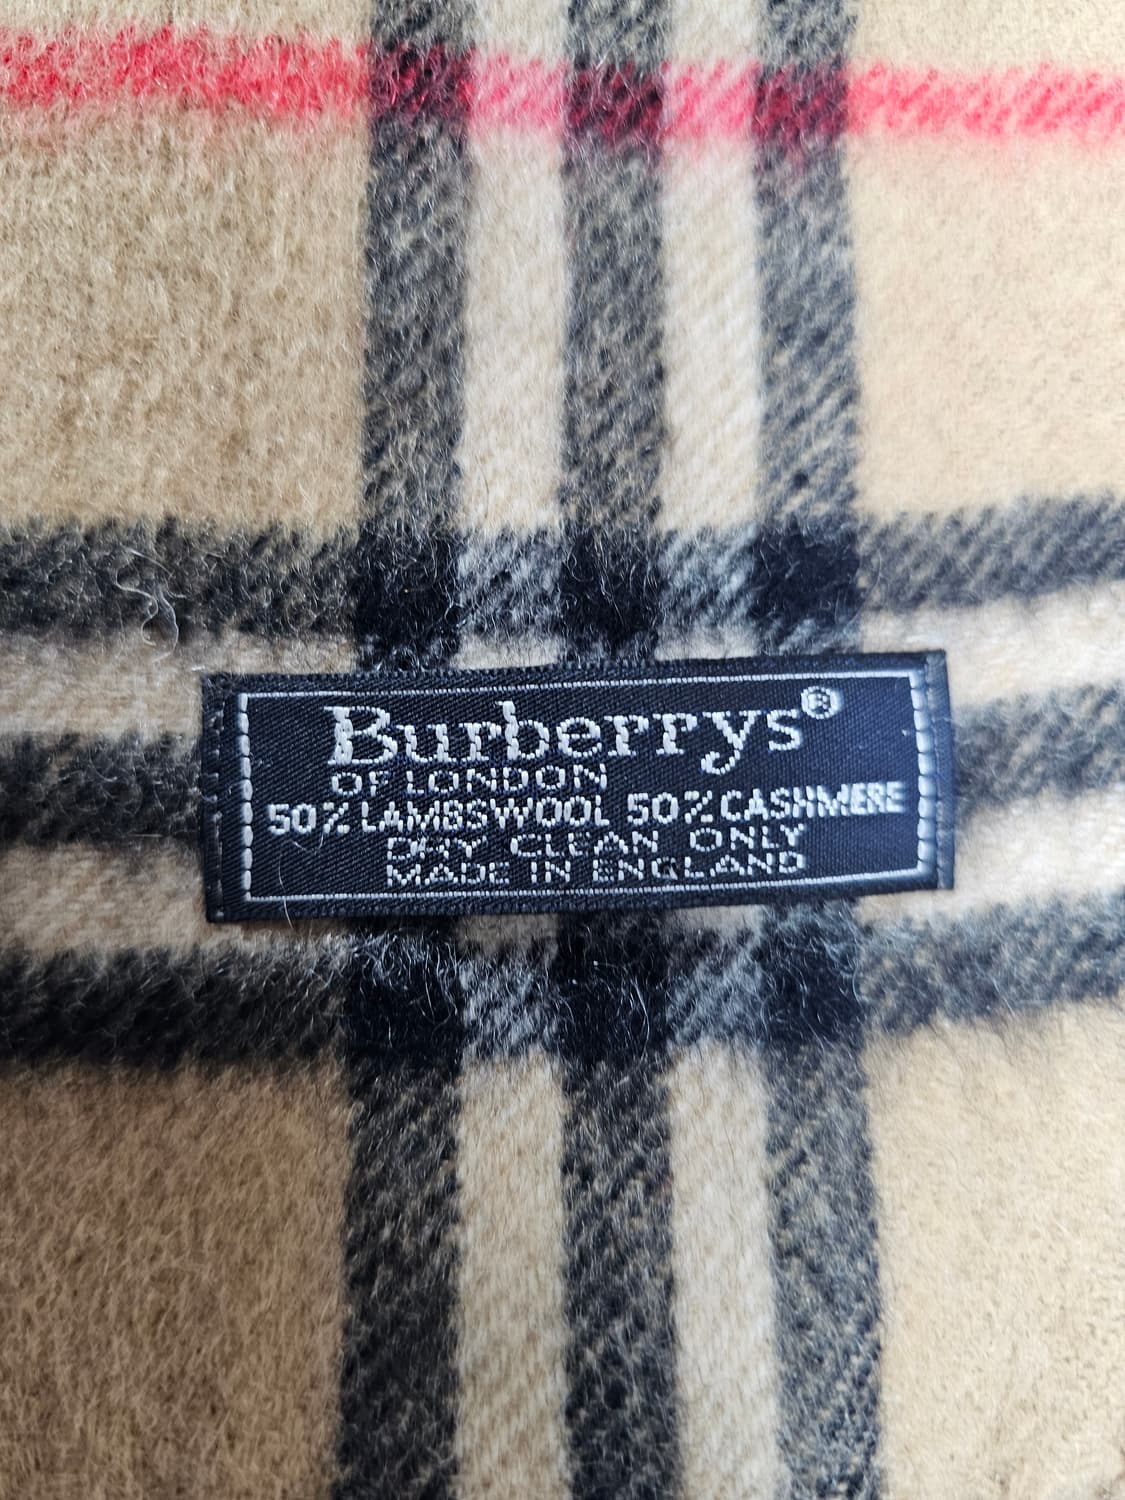 Burberrys®
OF LONDON
50% LAMBSWOOL 50% CASHMERE
DRY CLEAN ONLY
MADE IN ENGLAND